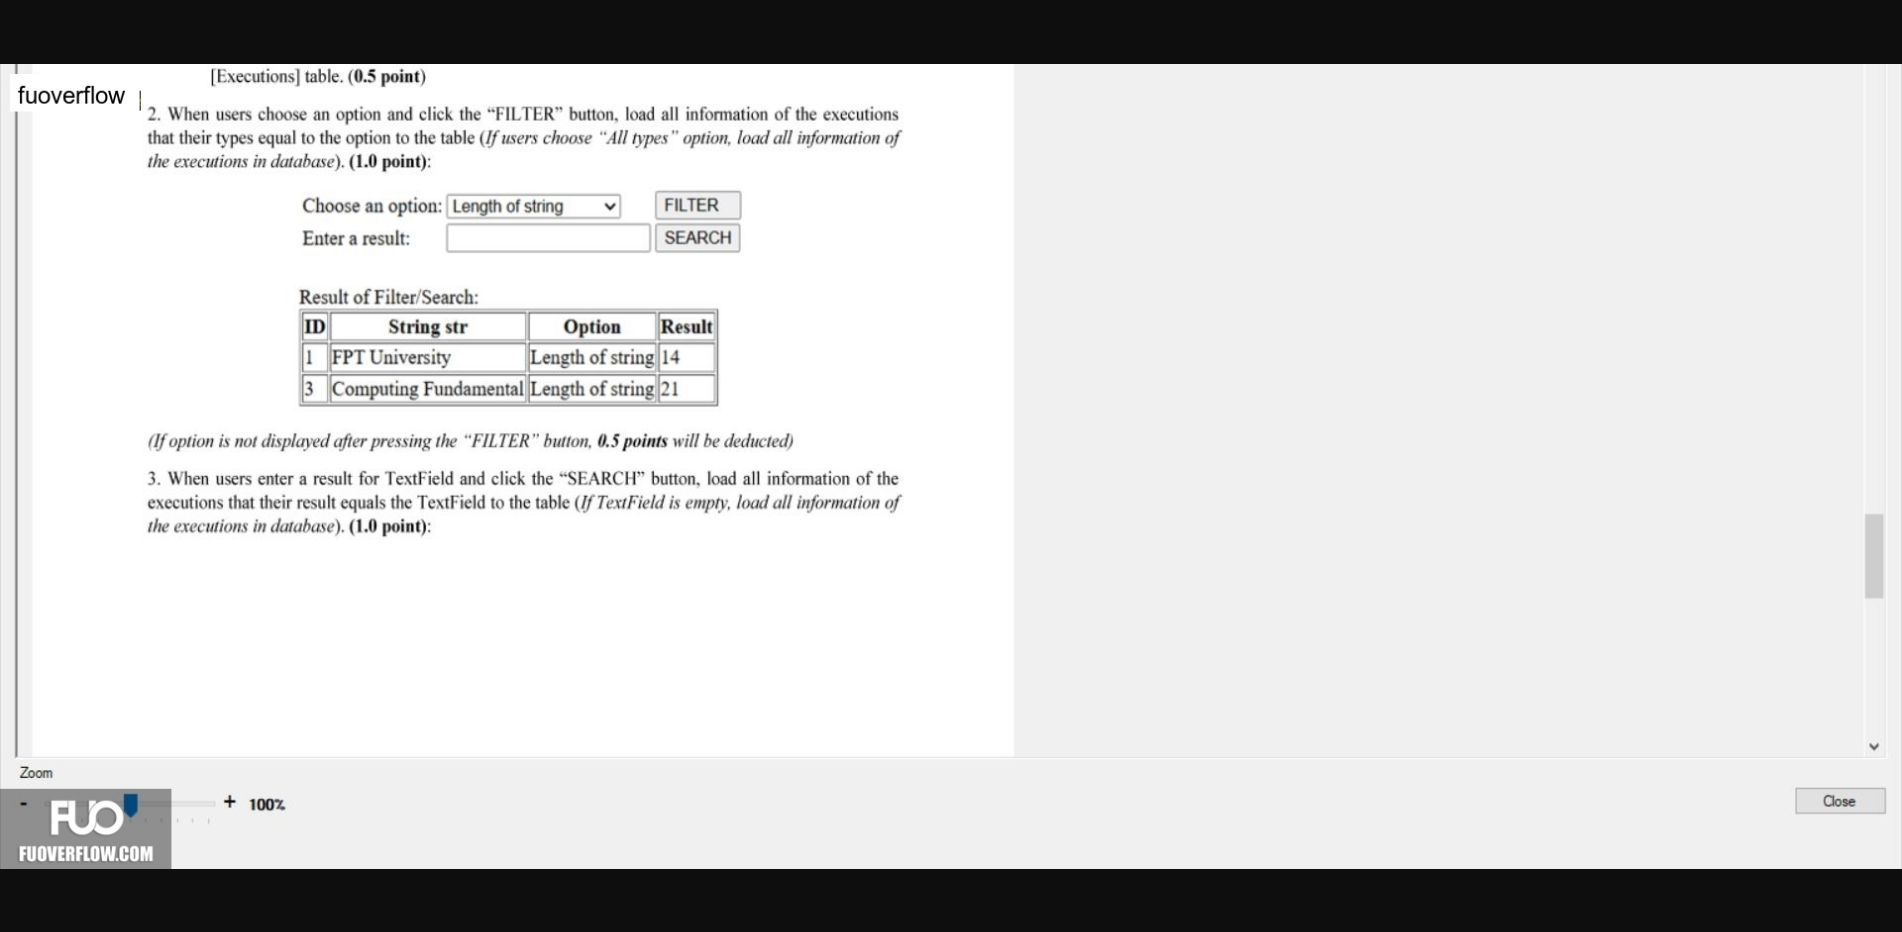 [Executions] table. (0.5 point)
fuoverflow
2. When users choose an option and click the “FILTER” button, load all information of the executions
that their types equal to the option to the table (If users choose “All types” option, load all information of
the executions in database). (1.0 point):
Choose an option: Length of string FILTER
Enter a result: SEARCH
Result of Filter/Search:
ID String str Option Result
1 FPT University Length of string 14
3 Computing Fundamental Length of string 21
(If option is not displayed after pressing the “FILTER” button, 0.5 points will be deducted)
3. When users enter a result for TextField and click the “SEARCH” button, load all information of the
executions that their result equals the TextField to the table (If TextField is empty, load all information of
the executions in database). (1.0 point):
Zoom
- + 100%
Close
FUO
FUOVERFLOW.COM